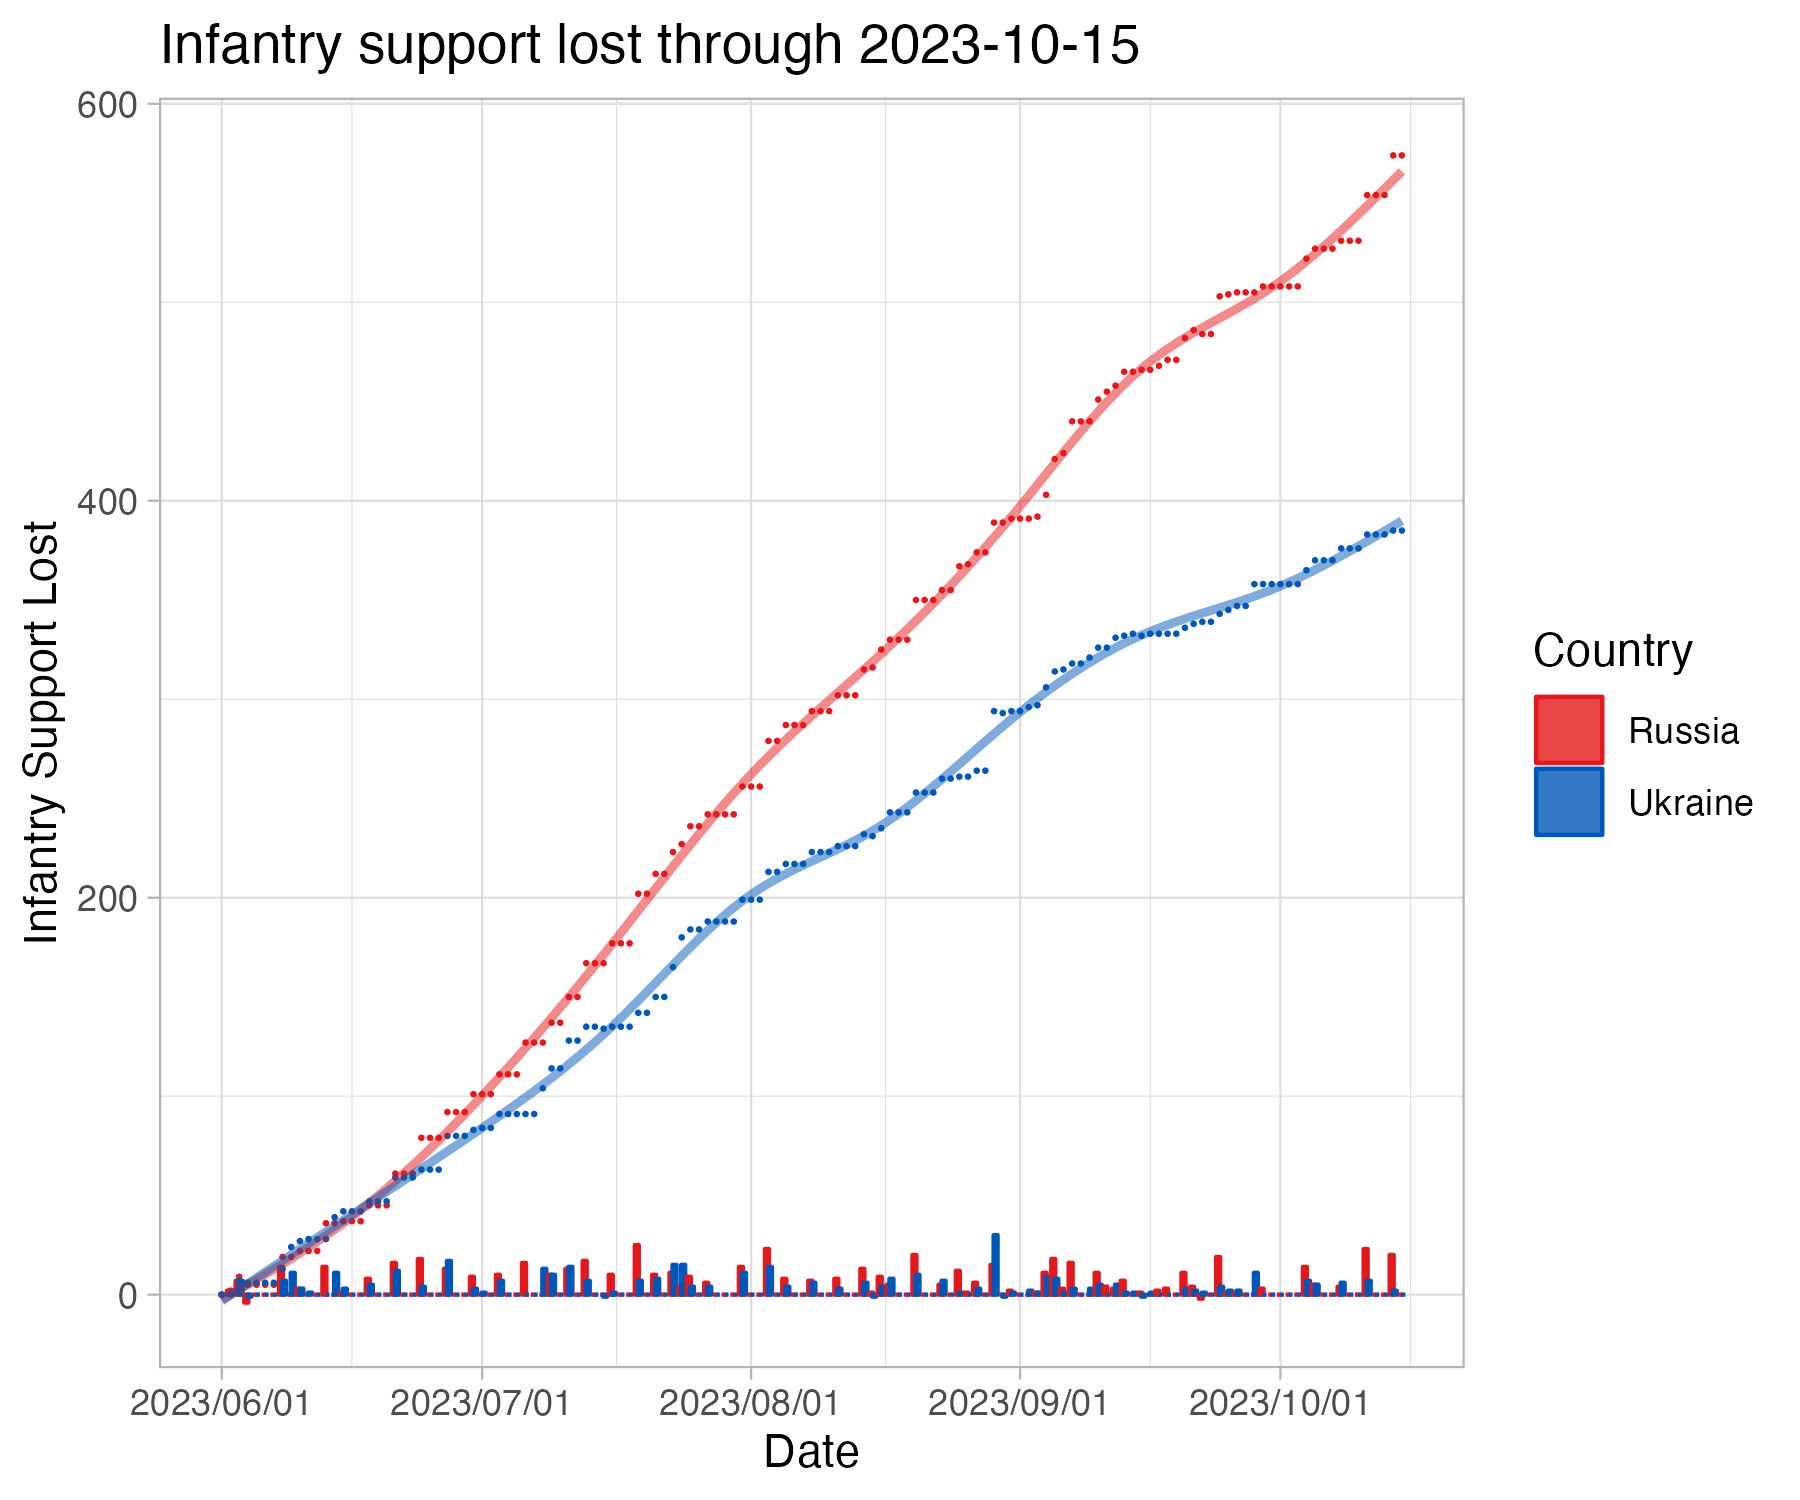 Infantry support lost through 2023-10-15
600
400
200
0
Infantry Support Lost
2023/06/01
2023/07/01
2023/08/01
2023/09/01
2023/10/01
Date
Country
Russia
Ukraine